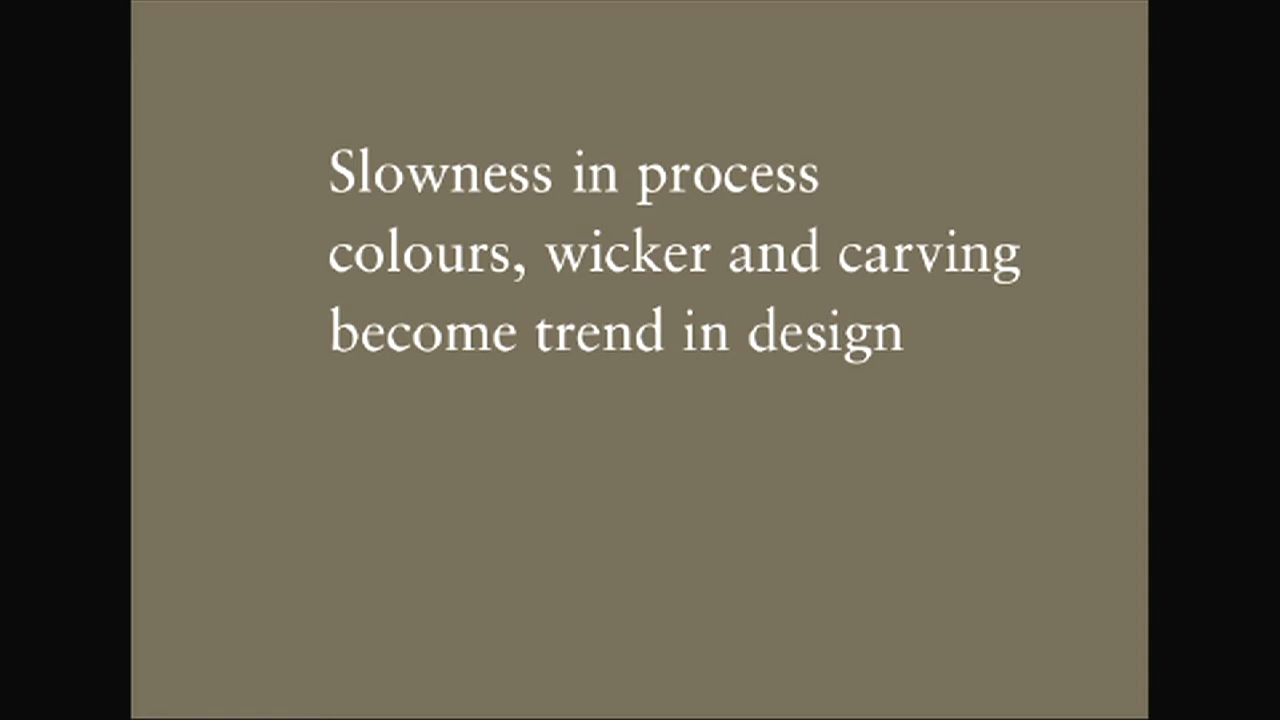 Slowness in process
colours, wicker and carving
become trend in design